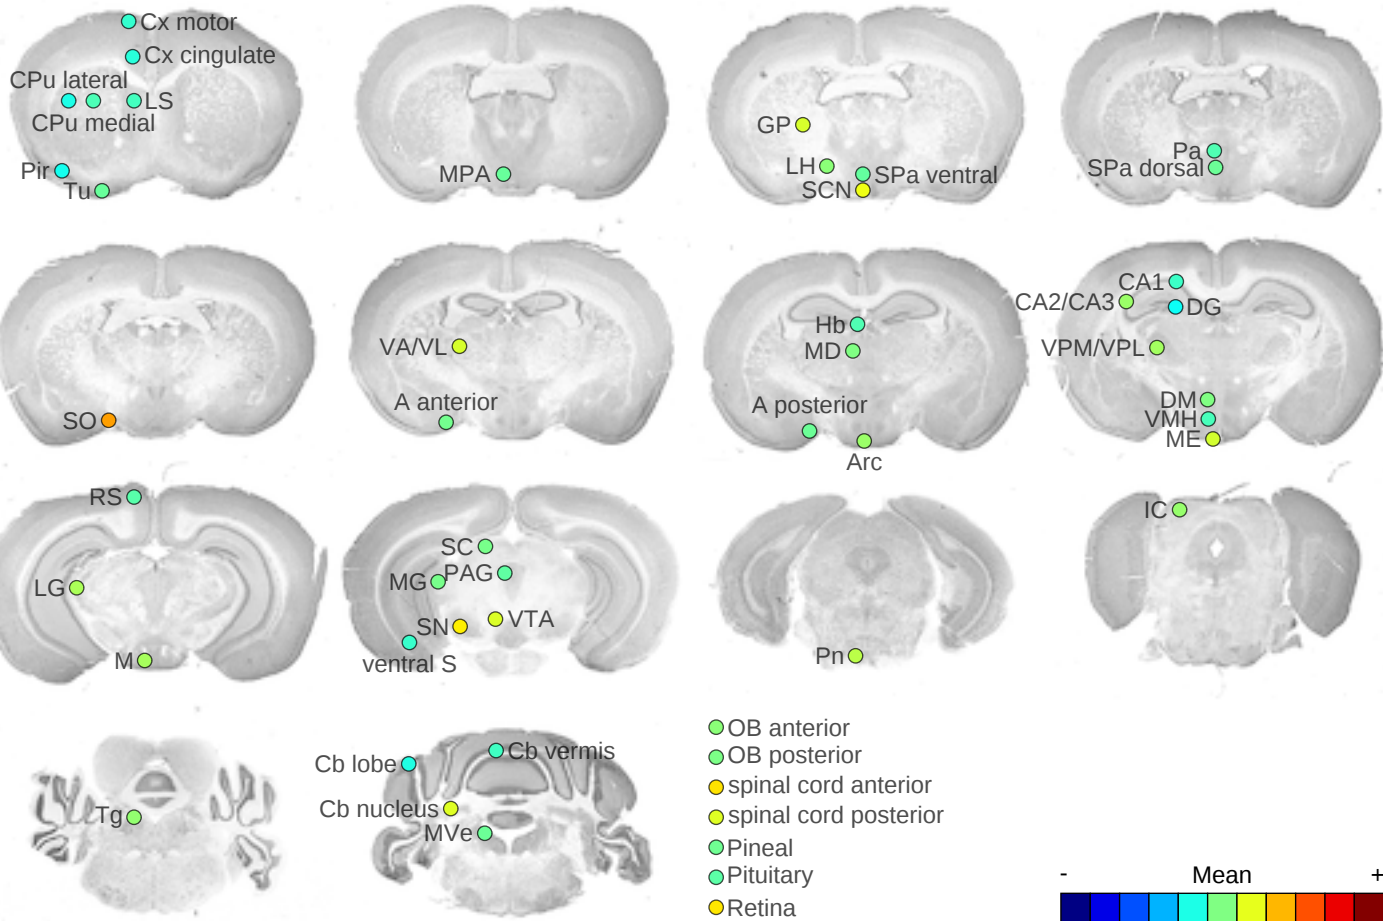 Cx motor
Cx cingulate
CPu lateral
LS
CPu medial
Pir
Tu
MPA
GP
LH
SPa ventral
SCN
Pa
SPa dorsal
SO
VA/VL
A anterior
Hb
MD
A posterior
Arc
CA1
CA2/CA3
DG
VPM/VPL
DM
VMH
ME
RS
LG
M
SC
MG
PAG
SN
VTA
ventral S
Pn
IC
Tg
Cb lobe
Cb vermis
Cb nucleus
MVe
OB anterior
OB posterior
spinal cord anterior
spinal cord posterior
Pineal
Pituitary
Retina
- Mean +